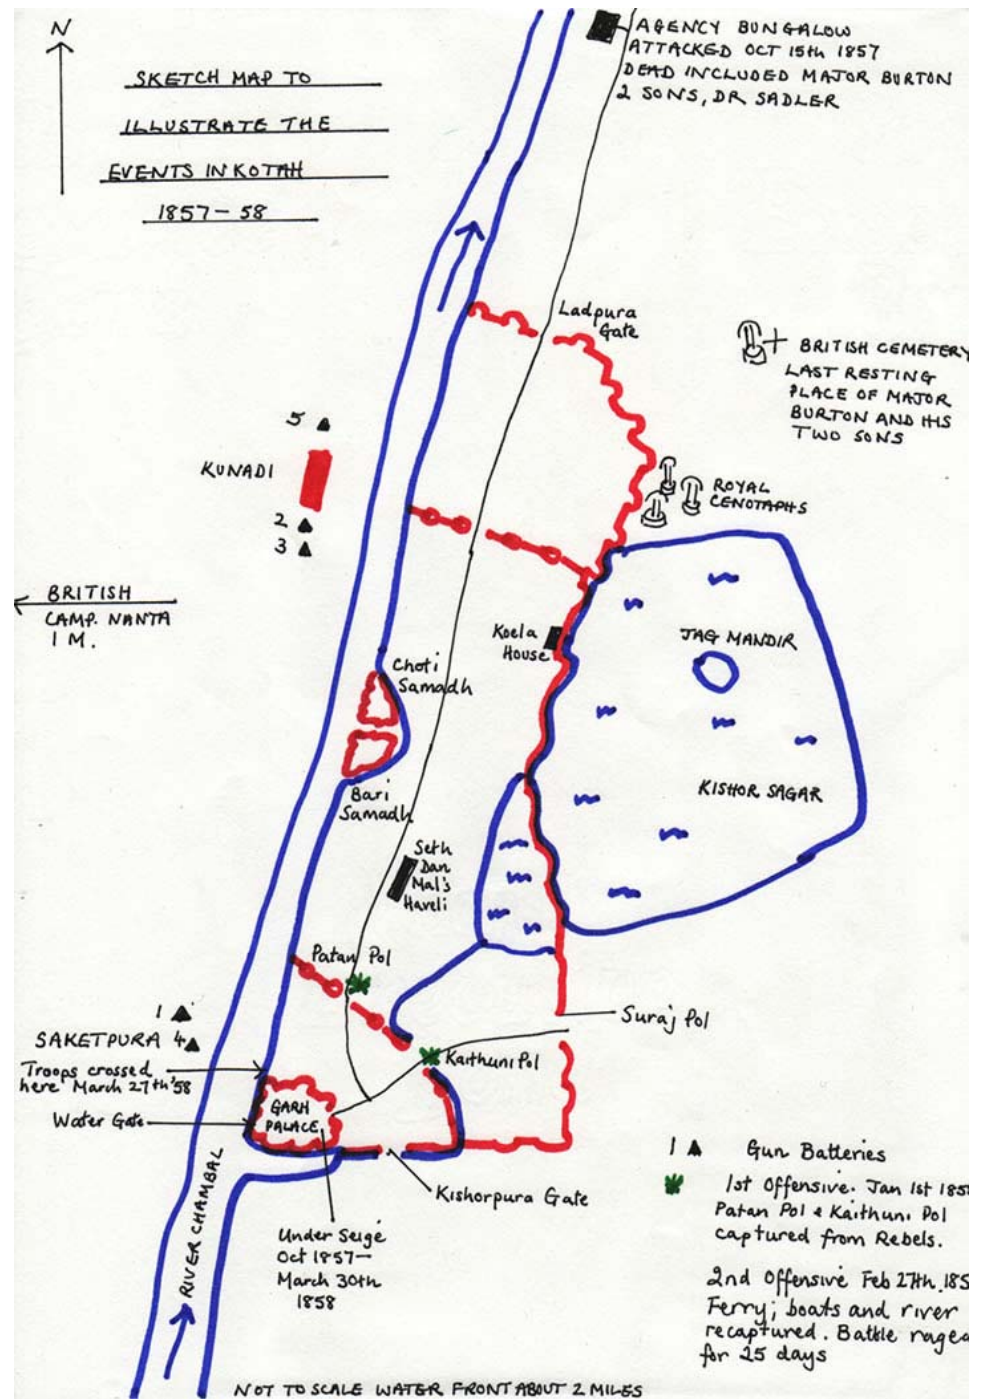 N
SKETCH MAP TO
ILLUSTRATE THE
EVENTS IN KOTAH
1857-58
AGENCY BUNGALOW
ATTACKED OCT 15th 1857
DEAD INCLUDED MAJOR BURTON
2 SONS, DR SADLER
Ladpura
Gate
BRITISH CEMETERY
LAST RESTING
PLACE OF MAJOR
BURTON AND HIS
TWO SONS
5
KUNADI
2
3
ROYAL
CENOTAPHS
BRITISH
CAMP. NANTA
1 M.
Koela
House
JAG MANDIR
Choti
Samadh
KISHOR SAGAR
Bari
Samadh
Seth
Dan
Mal's
Haveli
Patan Pol
1
SAKETPURA 4
Suraj Pol
Troops crossed
here March 27th '58
Kaithuni Pol
Water Gate
GARH
PALACE
Kishorpura Gate
RIVER CHAMBAL
Under Seige
Oct 1857-
March 30th
1858
1 Gun Batteries
1st Offensive. Jan 1st 185
Patan Pol & Kaithuni Pol
captured from Rebels.
2nd Offensive Feb 27th. 185
Ferry; boats and river
recaptured. Battle raged
for 25 days
NOT TO SCALE WATER FRONT ABOUT 2 MILES